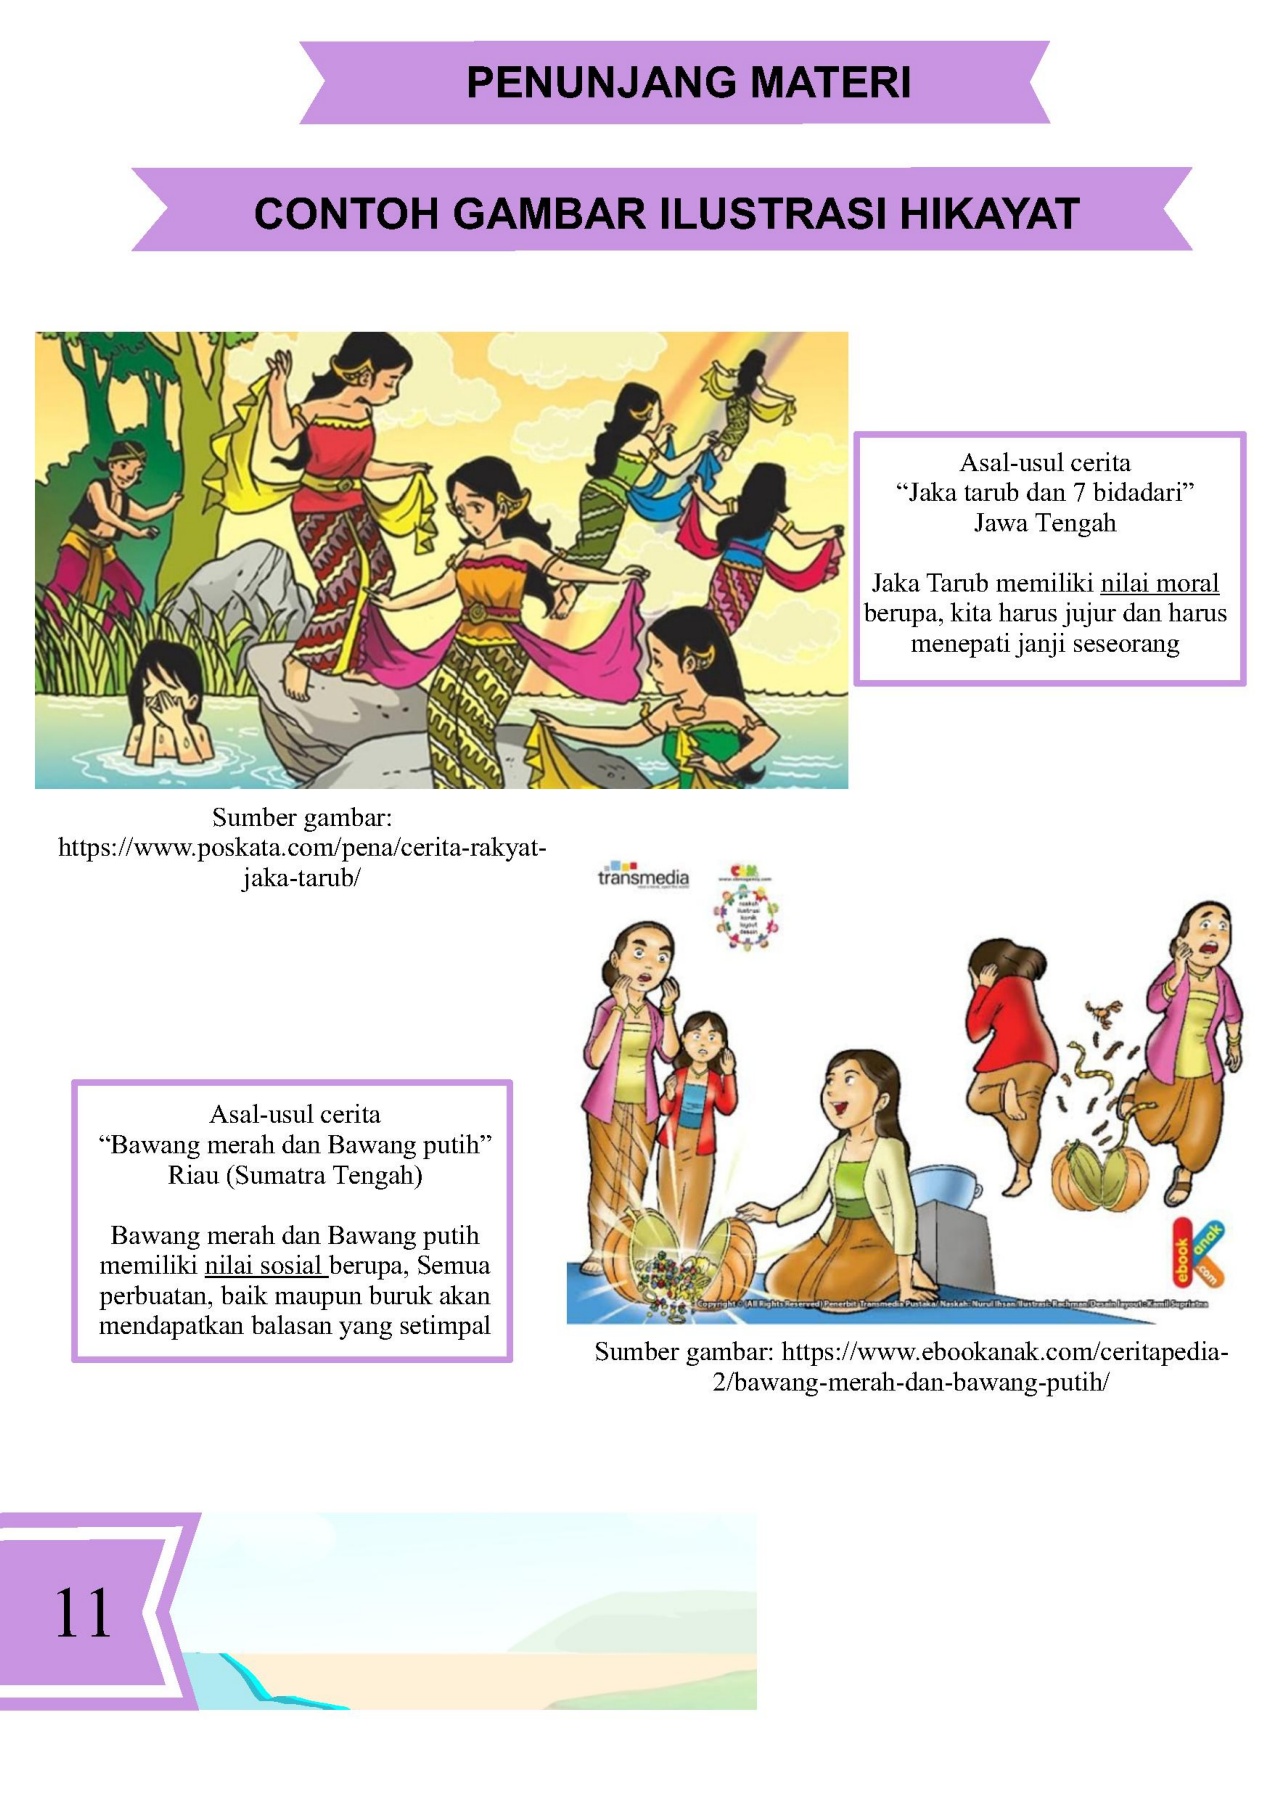 PENUNJANG MATERI
CONTOH GAMBAR ILUSTRASI HIKAYAT
Asal-usul cerita
“Jaka tarub dan 7 bidadari”
Jawa Tengah
Jaka Tarub memiliki nilai moral
berupa, kita harus jujur dan harus
menepati janji seseorang
Sumber gambar:
https://www.poskata.com/pena/cerita-rakyat-
jaka-tarub/
transmedia
naskah
ilustrasi
komik
layout
desain
Asal-usul cerita
“Bawang merah dan Bawang putih”
Riau (Sumatra Tengah)
Bawang merah dan Bawang putih
memiliki nilai sosial berupa, Semua
perbuatan, baik maupun buruk akan
mendapatkan balasan yang setimpal
ebook
anak
.com
Copyright © (All Rights Reserved) Penerbit Transmedia Pustaka/ Naskah: Nurul Ihsan/Ilustrasi: Rachman/Desain layout: Kamil Supriatna
Sumber gambar: https://www.ebookanak.com/ceritapedia-
2/bawang-merah-dan-bawang-putih/
11